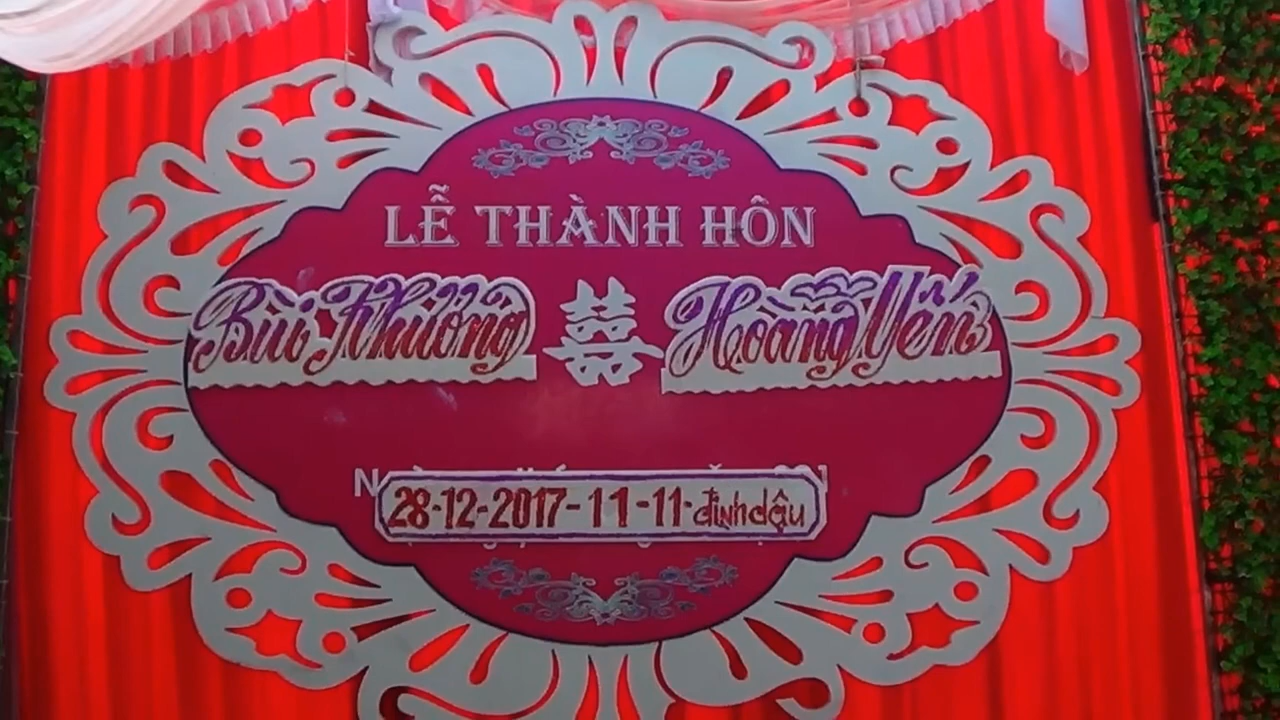 LỄ THÀNH HÔN
Bùi Phương 囍 Hoàng Yến
28-12-2017-11-11-đinh dậu